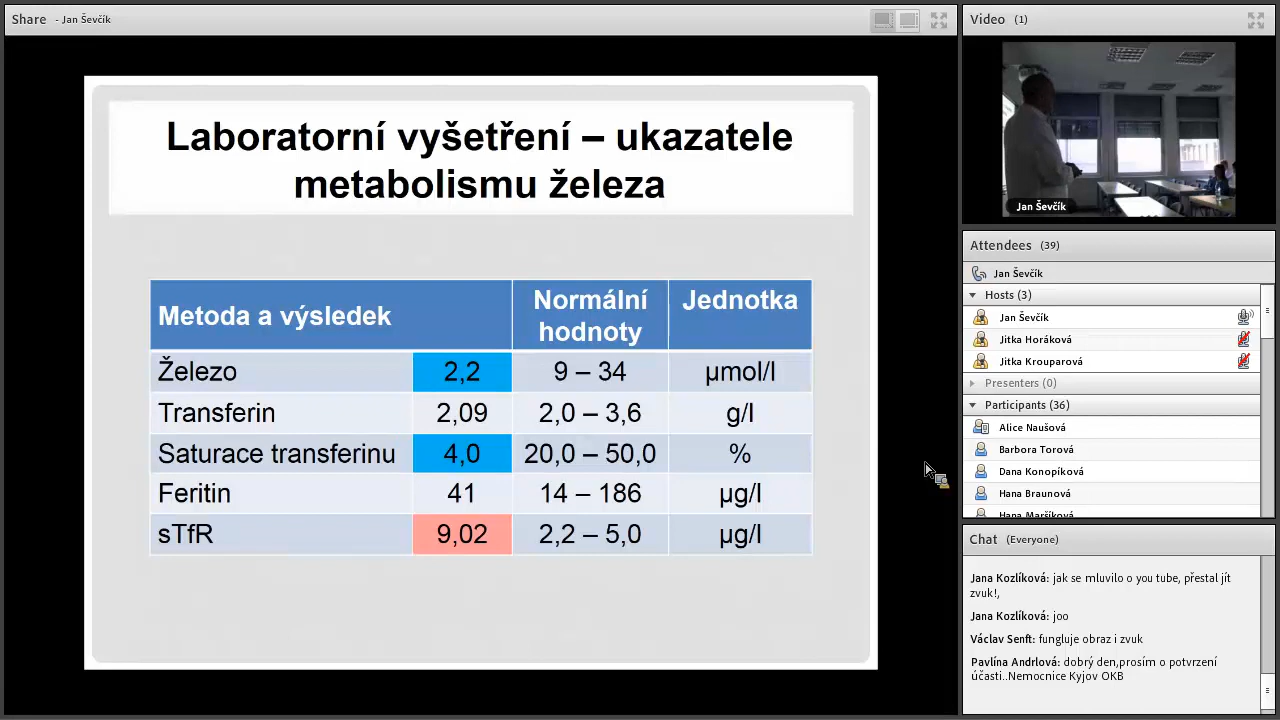 Share - Jan Ševčík
Laboratorní vyšetření – ukazatele
metabolismu železa
Metoda a výsledek
Normální
hodnoty
Jednotka
Železo 2,2 9 – 34 µmol/l
Transferin 2,09 2,0 – 3,6 g/l
Saturace transferinu 4,0 20,0 – 50,0 %
Feritin 41 14 – 186 µg/l
sTfR 9,02 2,2 – 5,0 µg/l
Video (1)
Jan Ševčík
Attendees (39)
Jan Ševčík
Hosts (3)
Jan Ševčík
Jitka Horáková
Jitka Krouparová
Presenters (0)
Participants (36)
Alice Naušová
Barbora Torová
Dana Konopíková
Hana Braunová
Hana Maršíková
Chat (Everyone)
Jana Kozlíková: jak se mluvilo o you tube, přestal jít
zvuk!,
Jana Kozlíková: joo
Václav Senft: fungluje obraz i zvuk
Pavlína Andrlová: dobrý den,prosím o potvrzení
účasti..Nemocnice Kyjov OKB